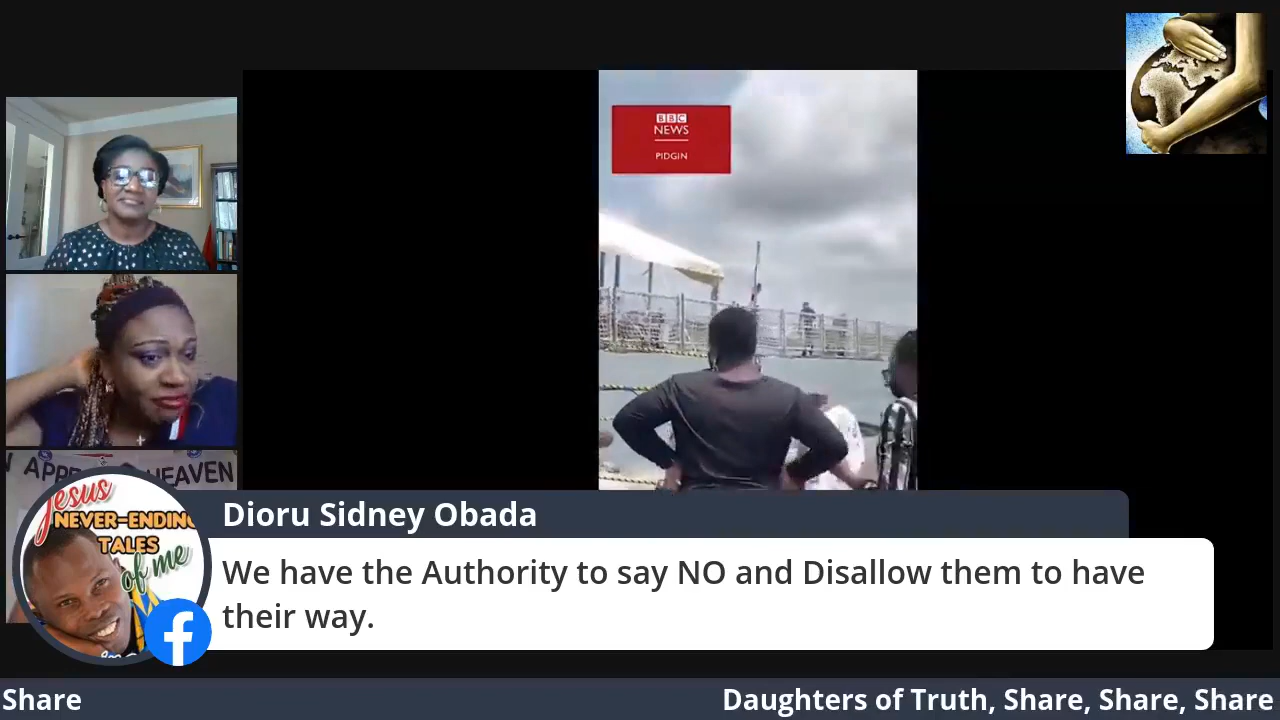 BBC
NEWS
PIDGIN
HEAVEN
Jesus
NEVER-ENDING
TALES
of me
Dioru Sidney Obada
We have the Authority to say NO and Disallow them to have
their way.
Share
Daughters of Truth, Share, Share, Share